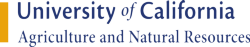 University of California
Agriculture and Natural Resources